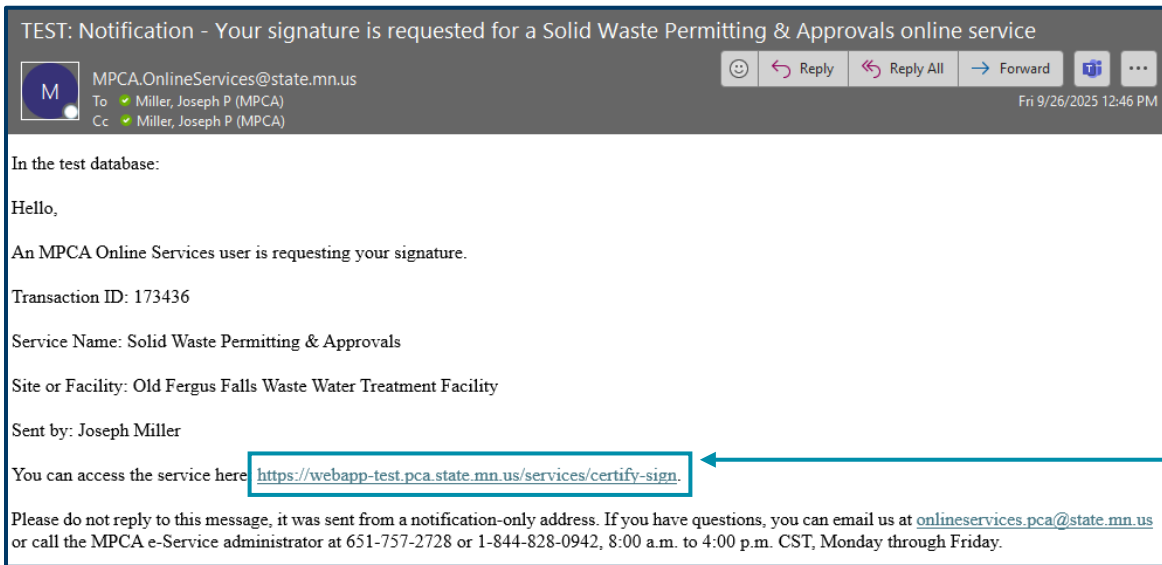 TEST: Notification - Your signature is requested for a Solid Waste Permitting & Approvals online service
M
MPCA.OnlineServices@state.mn.us
Reply
Reply All
Forward
To Miller, Joseph P (MPCA)
Cc Miller, Joseph P (MPCA)
Fri 9/26/2025 12:46 PM
In the test database:
Hello,
An MPCA Online Services user is requesting your signature.
Transaction ID: 173436
Service Name: Solid Waste Permitting & Approvals
Site or Facility: Old Fergus Falls Waste Water Treatment Facility
Sent by: Joseph Miller
You can access the service here https://webapp-test.pca.state.mn.us/services/certify-sign.
Please do not reply to this message, it was sent from a notification-only address. If you have questions, you can email us at onlineservices.pca@state.mn.us
or call the MPCA e-Service administrator at 651-757-2728 or 1-844-828-0942, 8:00 a.m. to 4:00 p.m. CST, Monday through Friday.